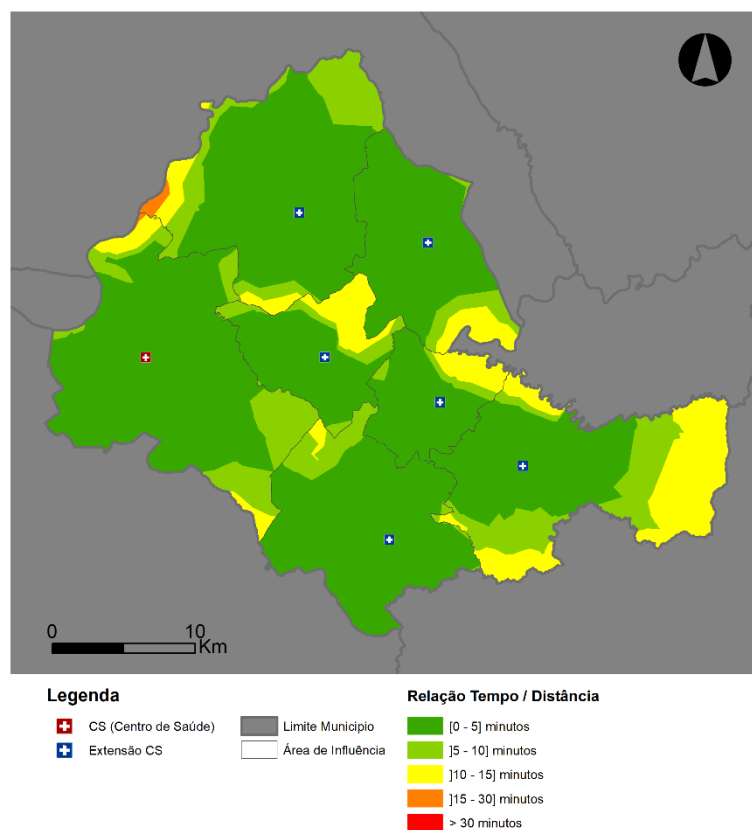 0 10
Km
Legenda
CS (Centro de Saúde)
Extensão CS
Limite Municipio
Área de Influência
Relação Tempo / Distância
[0 - 5] minutos
]5 - 10] minutos
]10 - 15] minutos
]15 - 30] minutos
> 30 minutos